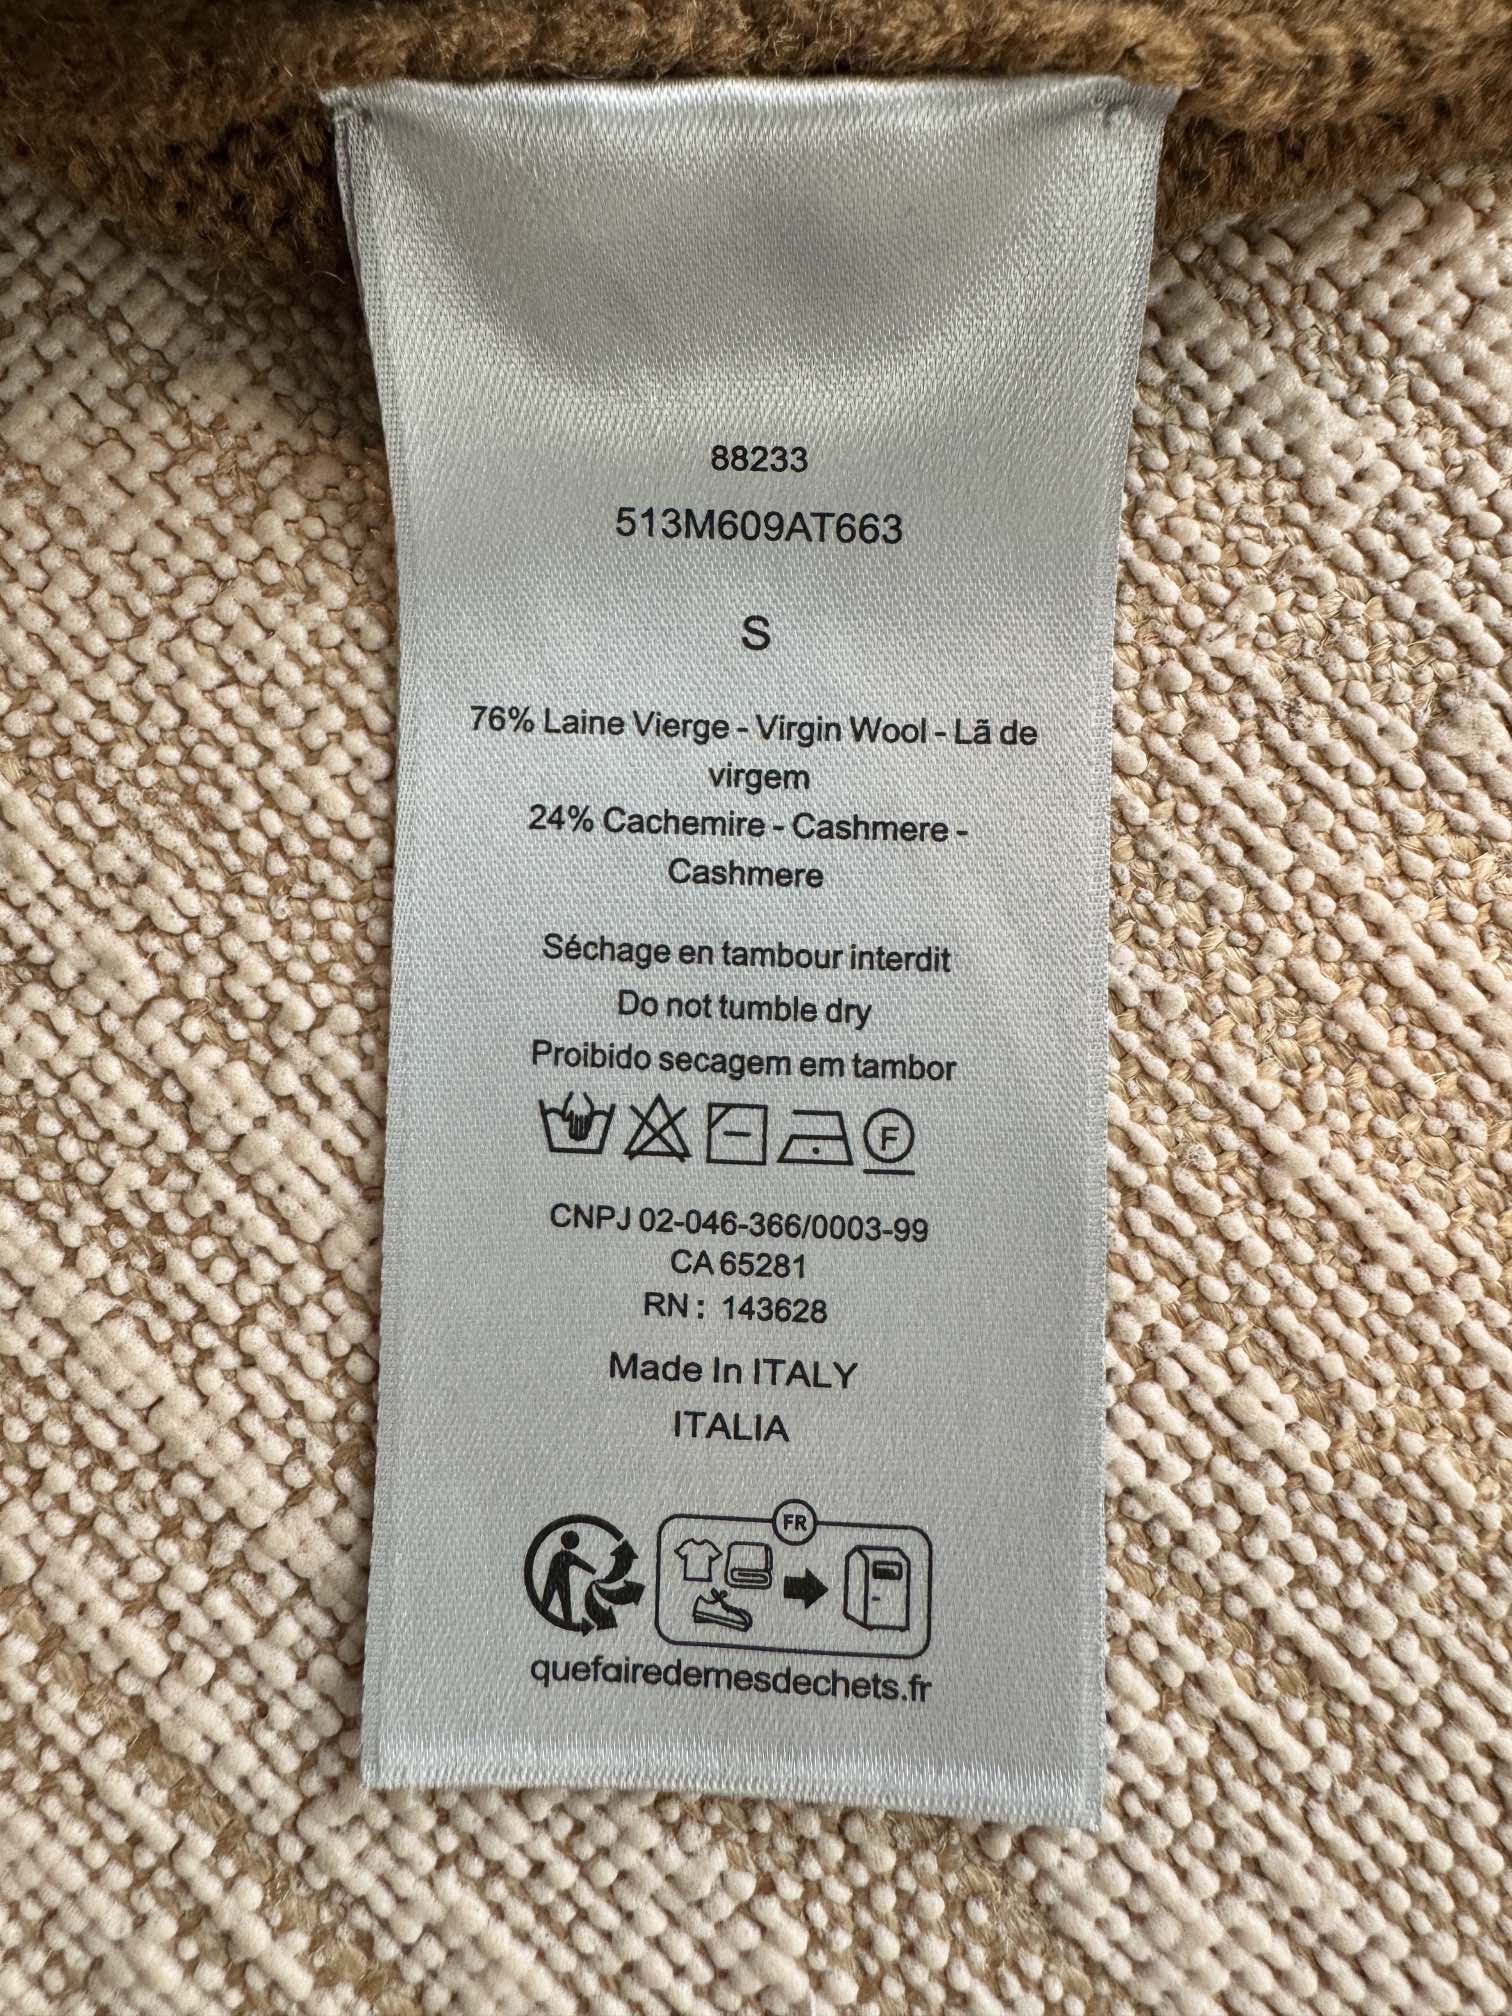 88233
513M609AT663
S
76% Laine Vierge - Virgin Wool - Lã de
virgem
24% Cachemire - Cashmere -
Cashmere
Séchage en tambour interdit
Do not tumble dry
Proibido secagem em tambor
F
CNPJ 02-046-366/0003-99
CA 65281
RN : 143628
Made In ITALY
ITALIA
FR
quefairedemesdechets.fr